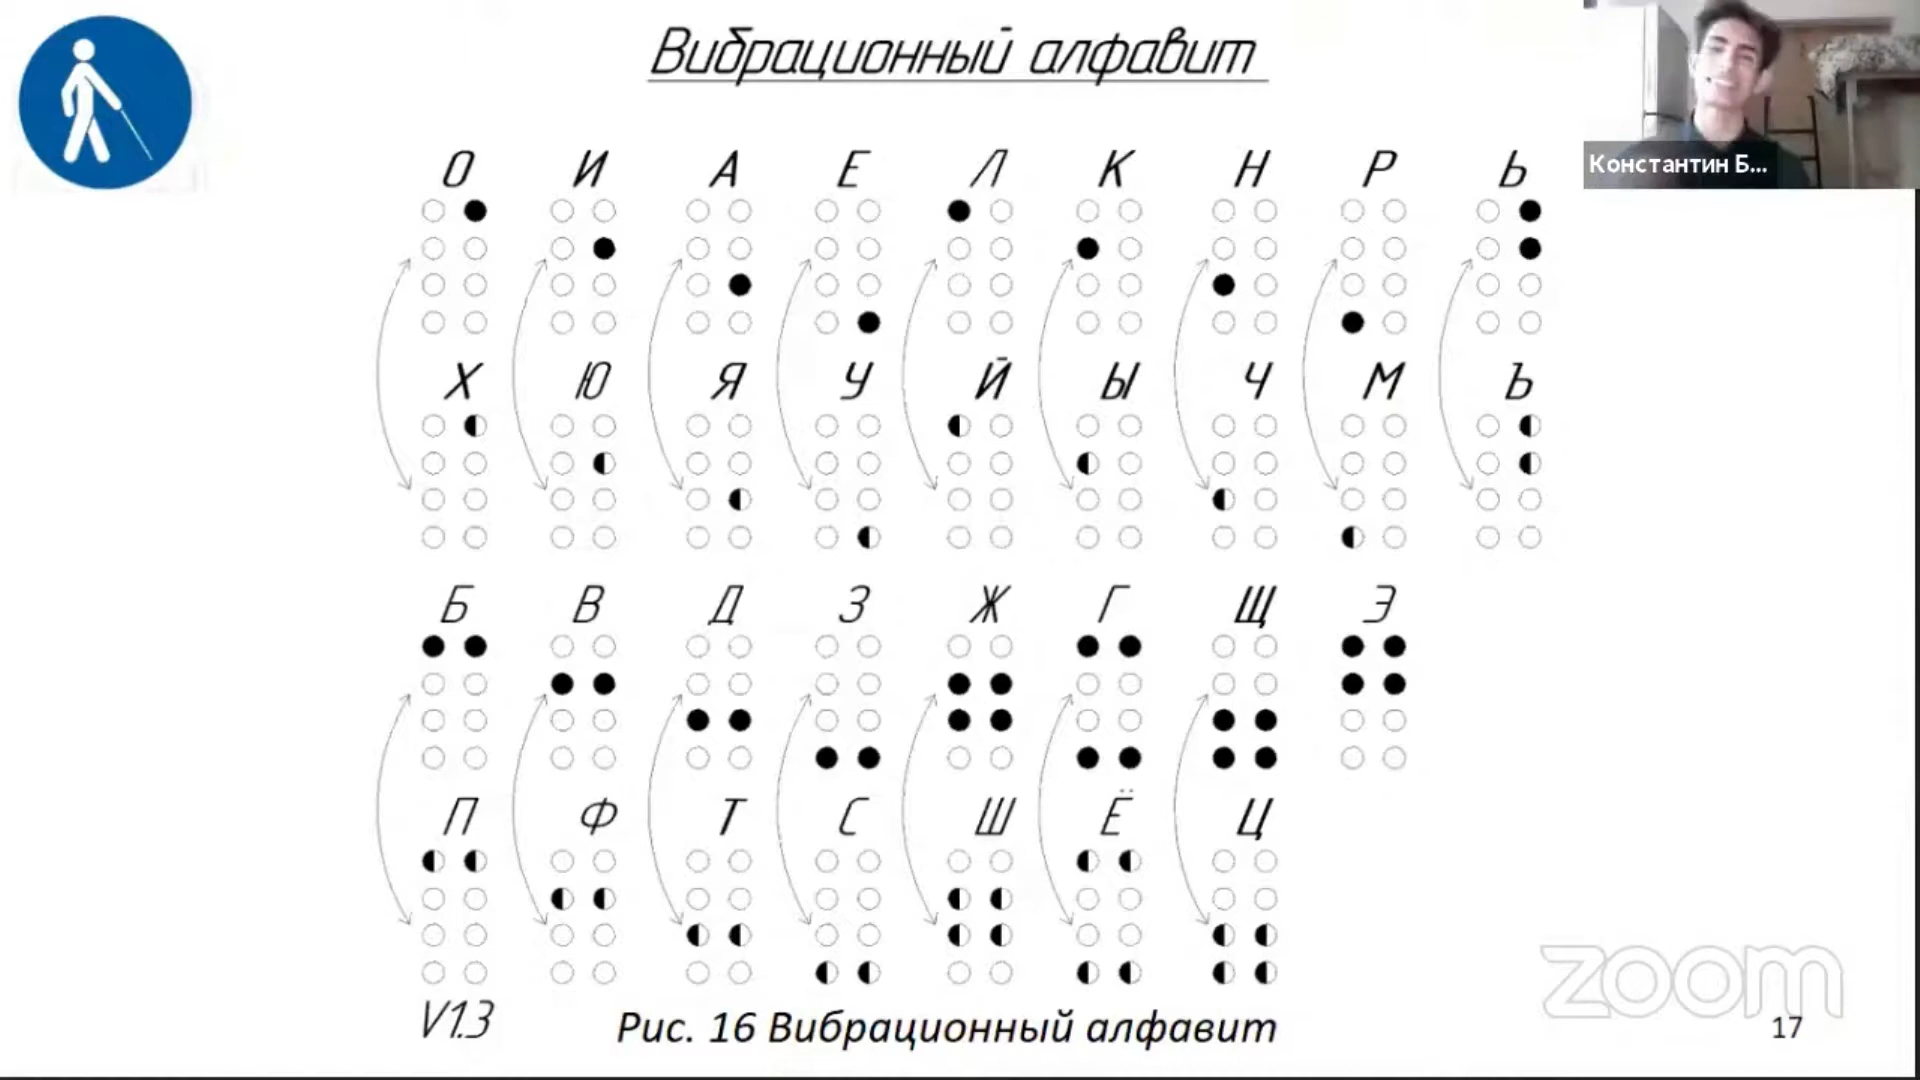 Вибрационный алфавит
Константин Б...
О И А Е Л К Н Р Ь
Х Ю Я У Й Ы Ч М Ъ
Б В Д З Ж Г Щ Э
П Ф Т С Ш Ё Ц
V1.3
Рис. 16 Вибрационный алфавит
zoom
17